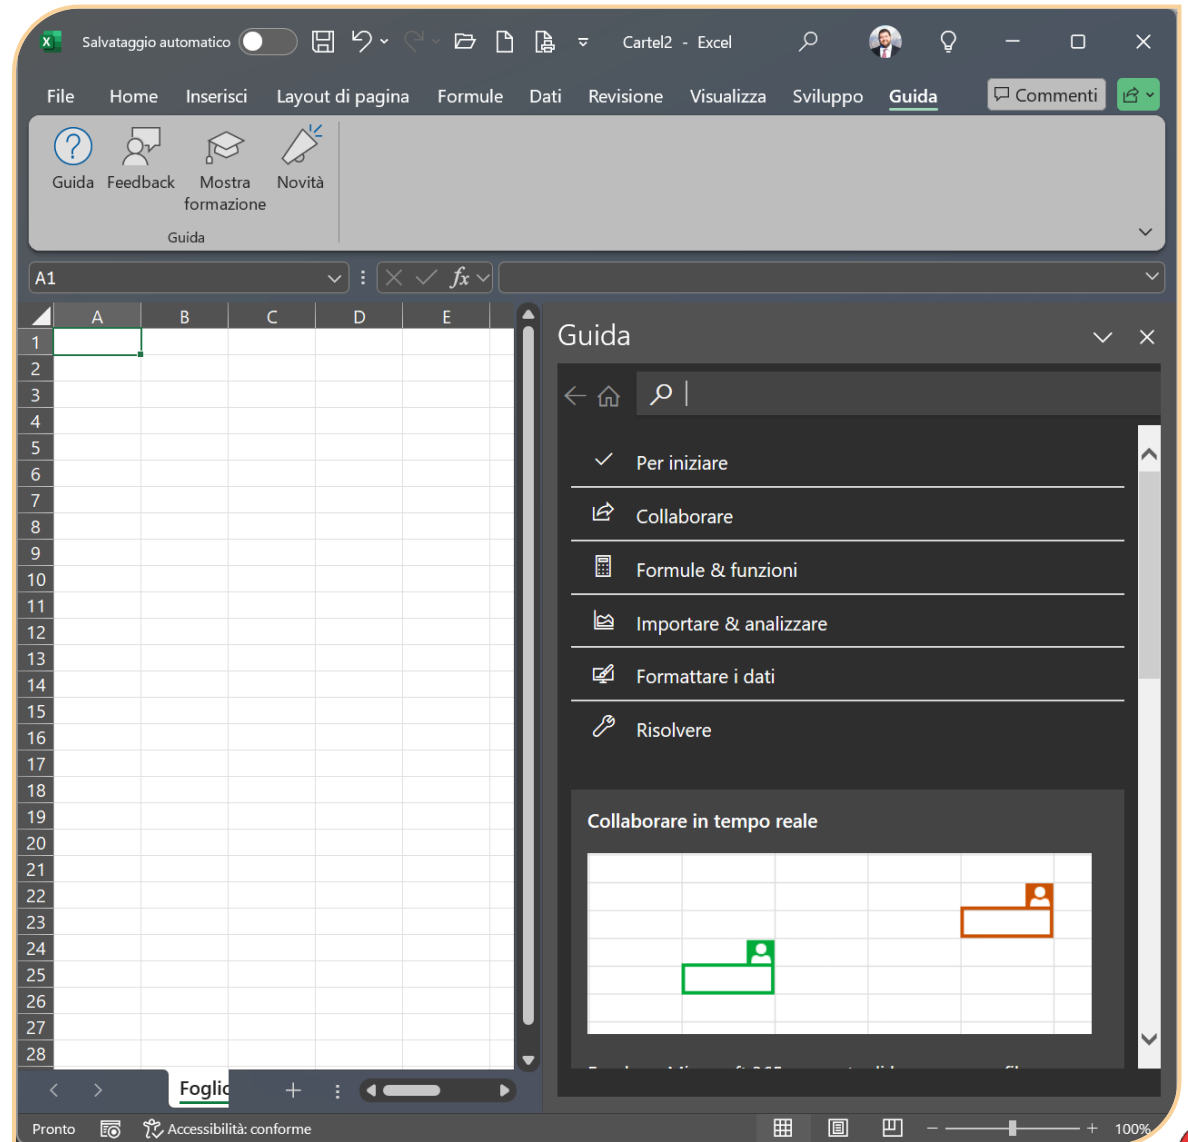 Salvataggio automatico
Cartel2 - Excel
File Home Inserisci Layout di pagina Formule Dati Revisione Visualizza Sviluppo Guida Commenti
Guida Feedback Mostra formazione Novità
Guida
A1 fx
A B C D E
1
2
3
4
5
6
7
8
9
10
11
12
13
14
15
16
17
18
19
20
21
22
23
24
25
26
27
28
Guida
Per iniziare
Collaborare
Formule & funzioni
Importare & analizzare
Formattare i dati
Risolvere
Collaborare in tempo reale
Pronto Accessibilità: conforme 100%